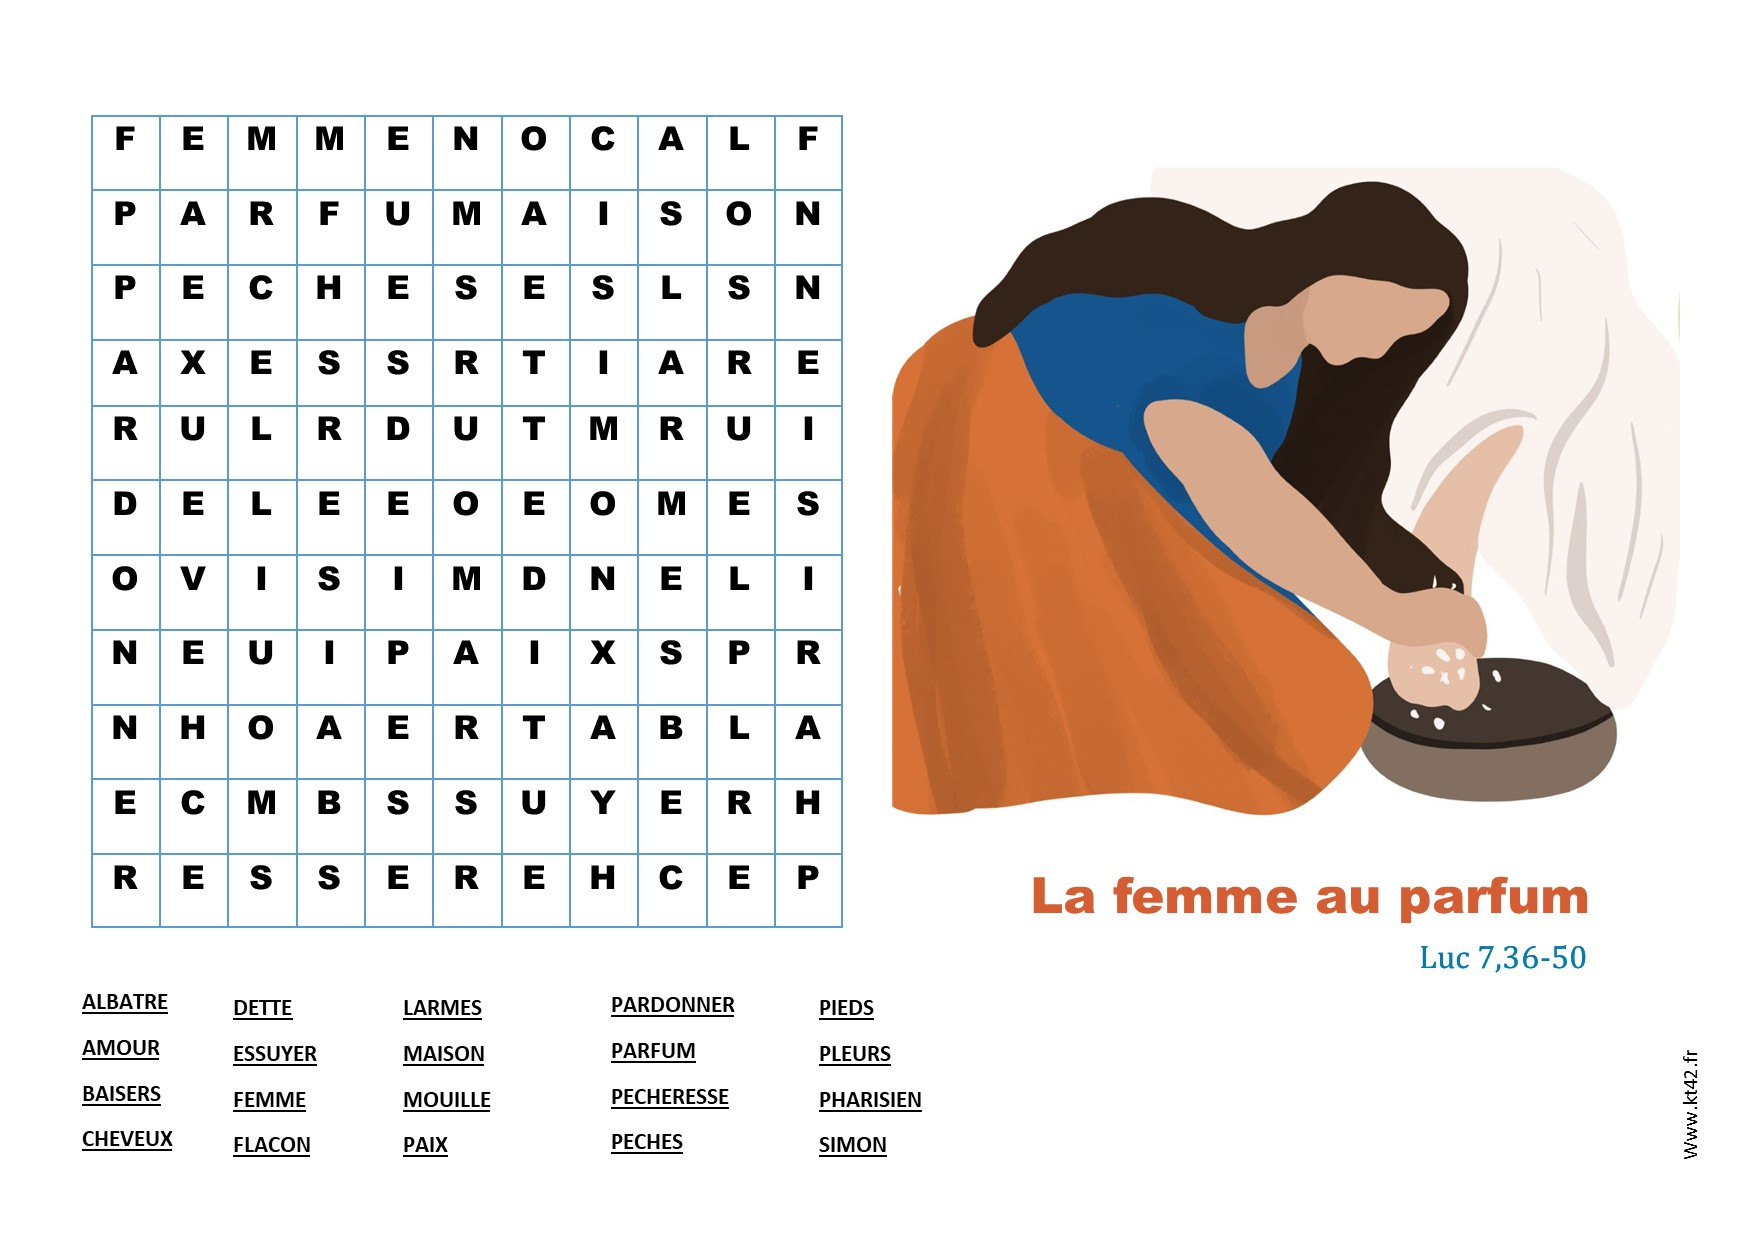 F E M M E N O C A L F
P A R F U M A I S O N
P E C H E S E S L S N
A X E S S R T I A R E
R U L R D U T M R U I
D E L E E O E O M E S
O V I S I M D N E L I
N E U I P A I X S P R
N H O A E R T A B L A
E C M B S S U Y E R H
R E S S E R E H C E P
La femme au parfum
Luc 7,36-50
ALBATRE
AMOUR
BAISERS
CHEVEUX
DETTE
ESSUYER
FEMME
FLACON
LARMES
MAISON
MOUILLE
PAIX
PARDONNER
PARFUM
PECHERESSE
PECHES
PIEDS
PLEURS
PHARISIEN
SIMON
Www.kt42.fr